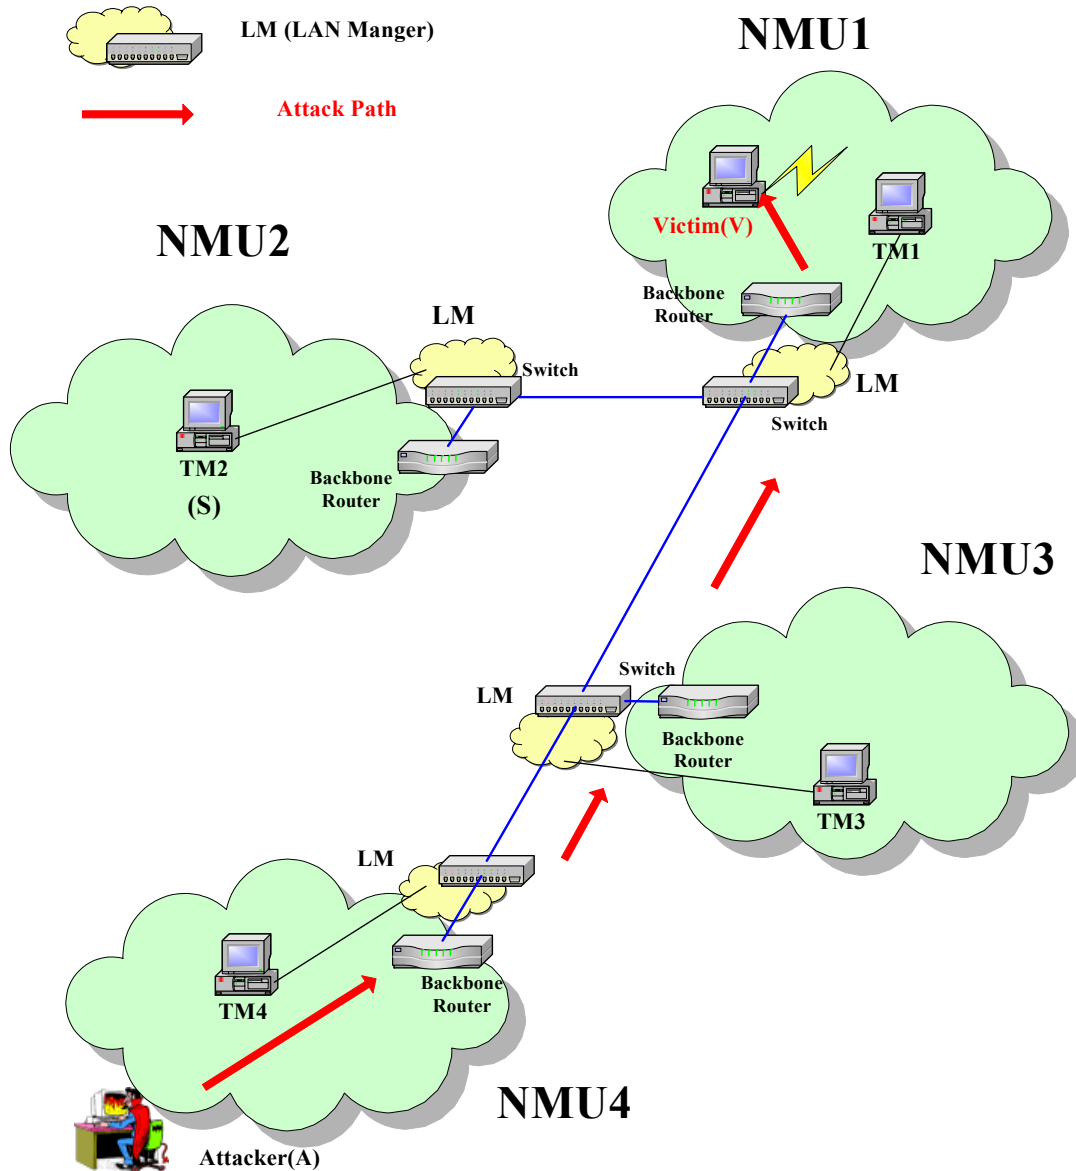 LM (LAN Manger)
Attack Path
NMU1
Victim(V)
TM1
Backbone
Router
LM
Switch
NMU2
LM
Switch
TM2
(S)
Backbone
Router
NMU3
Switch
LM
Backbone
Router
TM3
LM
TM4
Backbone
Router
NMU4
Attacker(A)